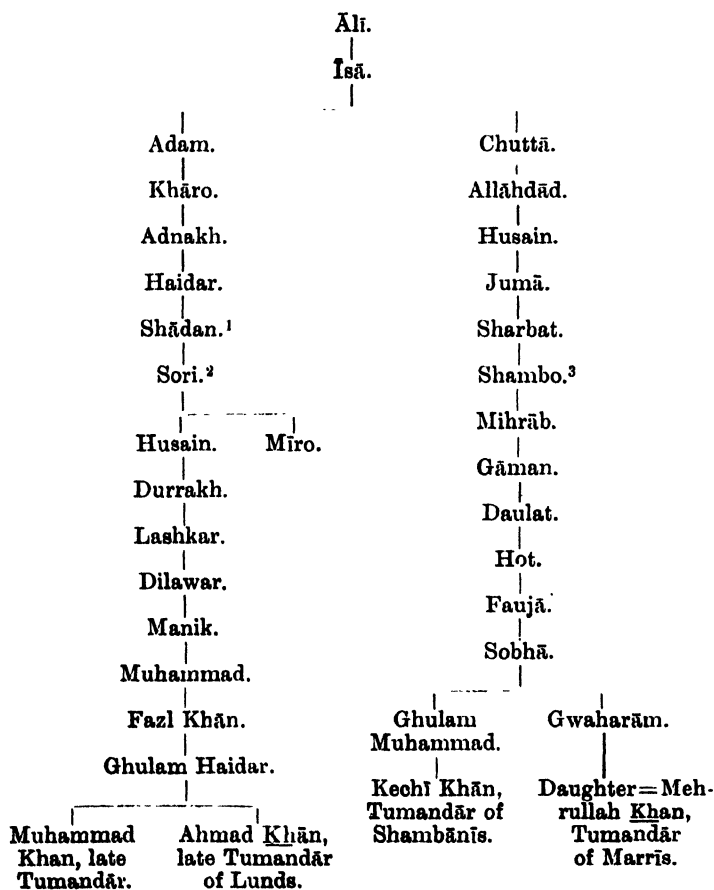 Ālī.
Īsā.
Adam. Chuttā.
Khāro. Allāhdād.
Adnakh. Husain.
Haidar. Jumā.
Shādan.¹ Sharbat.
Sori.² Shambo.³
Husain. Mīro. Mihrāb.
Durrakh. Gāman.
Lashkar. Daulat.
Dilawar. Hot.
Manik. Faujā.
Muhammad. Sobhā.
Fazl Khān. Ghulam Muhammad. Gwaharām.
Ghulam Haidar.
Muhammad
Khan, late
Tumandār.
Ahmad Khān,
late Tumandār
of Lunds.
Kechī Khān,
Tumandār of
Shambānīs.
Daughter=Meh-
rullah Khan,
Tumandār
of Marrīs.